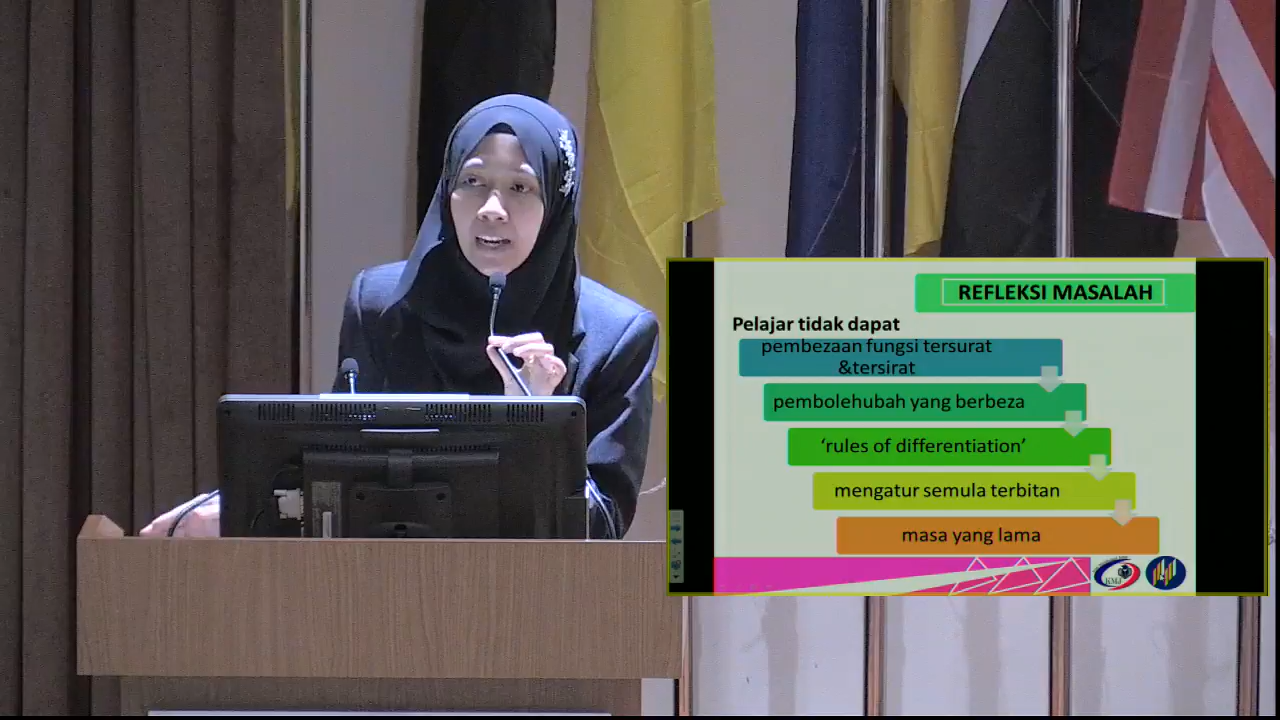 REFLEKSI MASALAH
Pelajar tidak dapat
pembezaan fungsi tersurat
&tersirat
pembolehubah yang berbeza
‘rules of differentiation’
mengatur semula terbitan
masa yang lama
KMJ